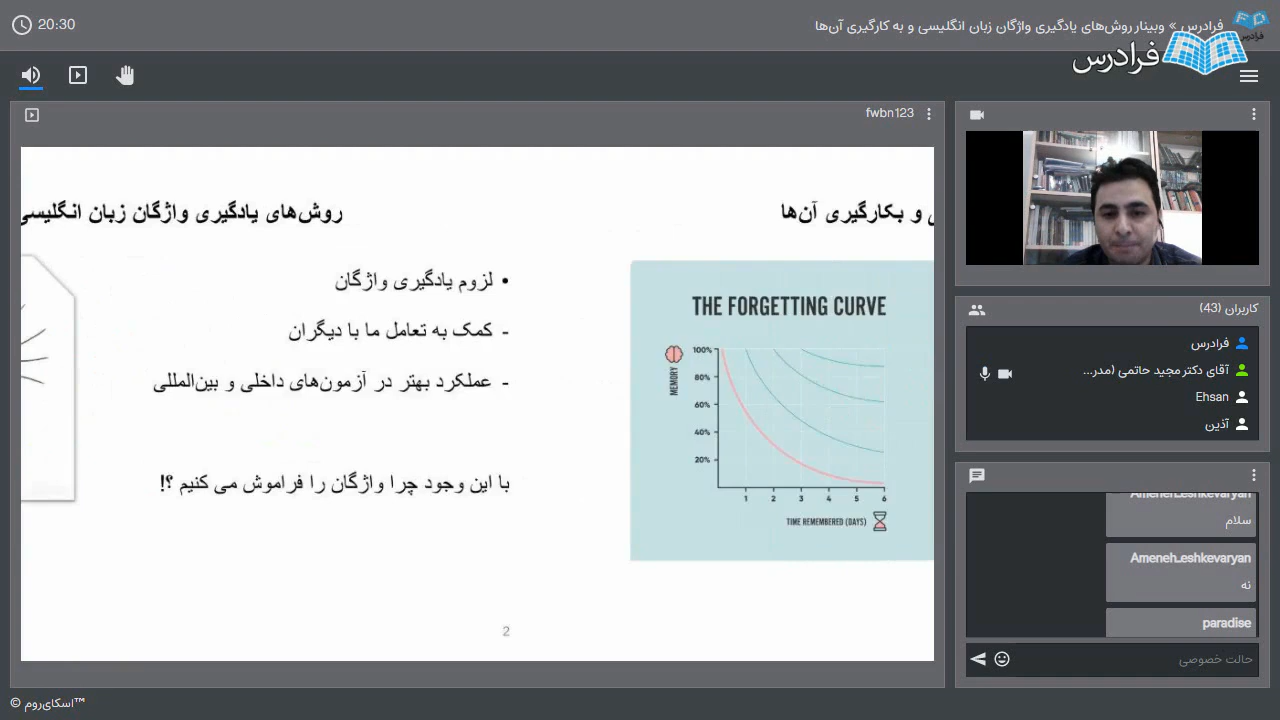 20:30
فرادرس » وبینار روش‌های یادگیری واژگان زبان انگلیسی و به کارگیری آن‌ها
فرادرس
فرادرس
fwbn123
روش‌های یادگیری واژگان زبان انگلیسی
• لزوم یادگیری واژگان
- کمک به تعامل ما با دیگران
- عملکرد بهتر در آزمون‌های داخلی و بین‌المللی
با این وجود چرا واژگان را فراموش می کنیم ؟!
2
و بکارگیری آن‌ها
THE FORGETTING CURVE
MEMORY
100%
80%
60%
40%
20%
1 2 3 4 5 6
TIME REMEMBERED (DAYS)
کاربران (43)
فرادرس
آقای دکتر مجید حاتمی (مدر...
Ehsan
آذین
Ameneh_eshkevaryan
سلام
Ameneh_eshkevaryan
نه
paradise
حالت خصوصی
© اسکای‌روم™